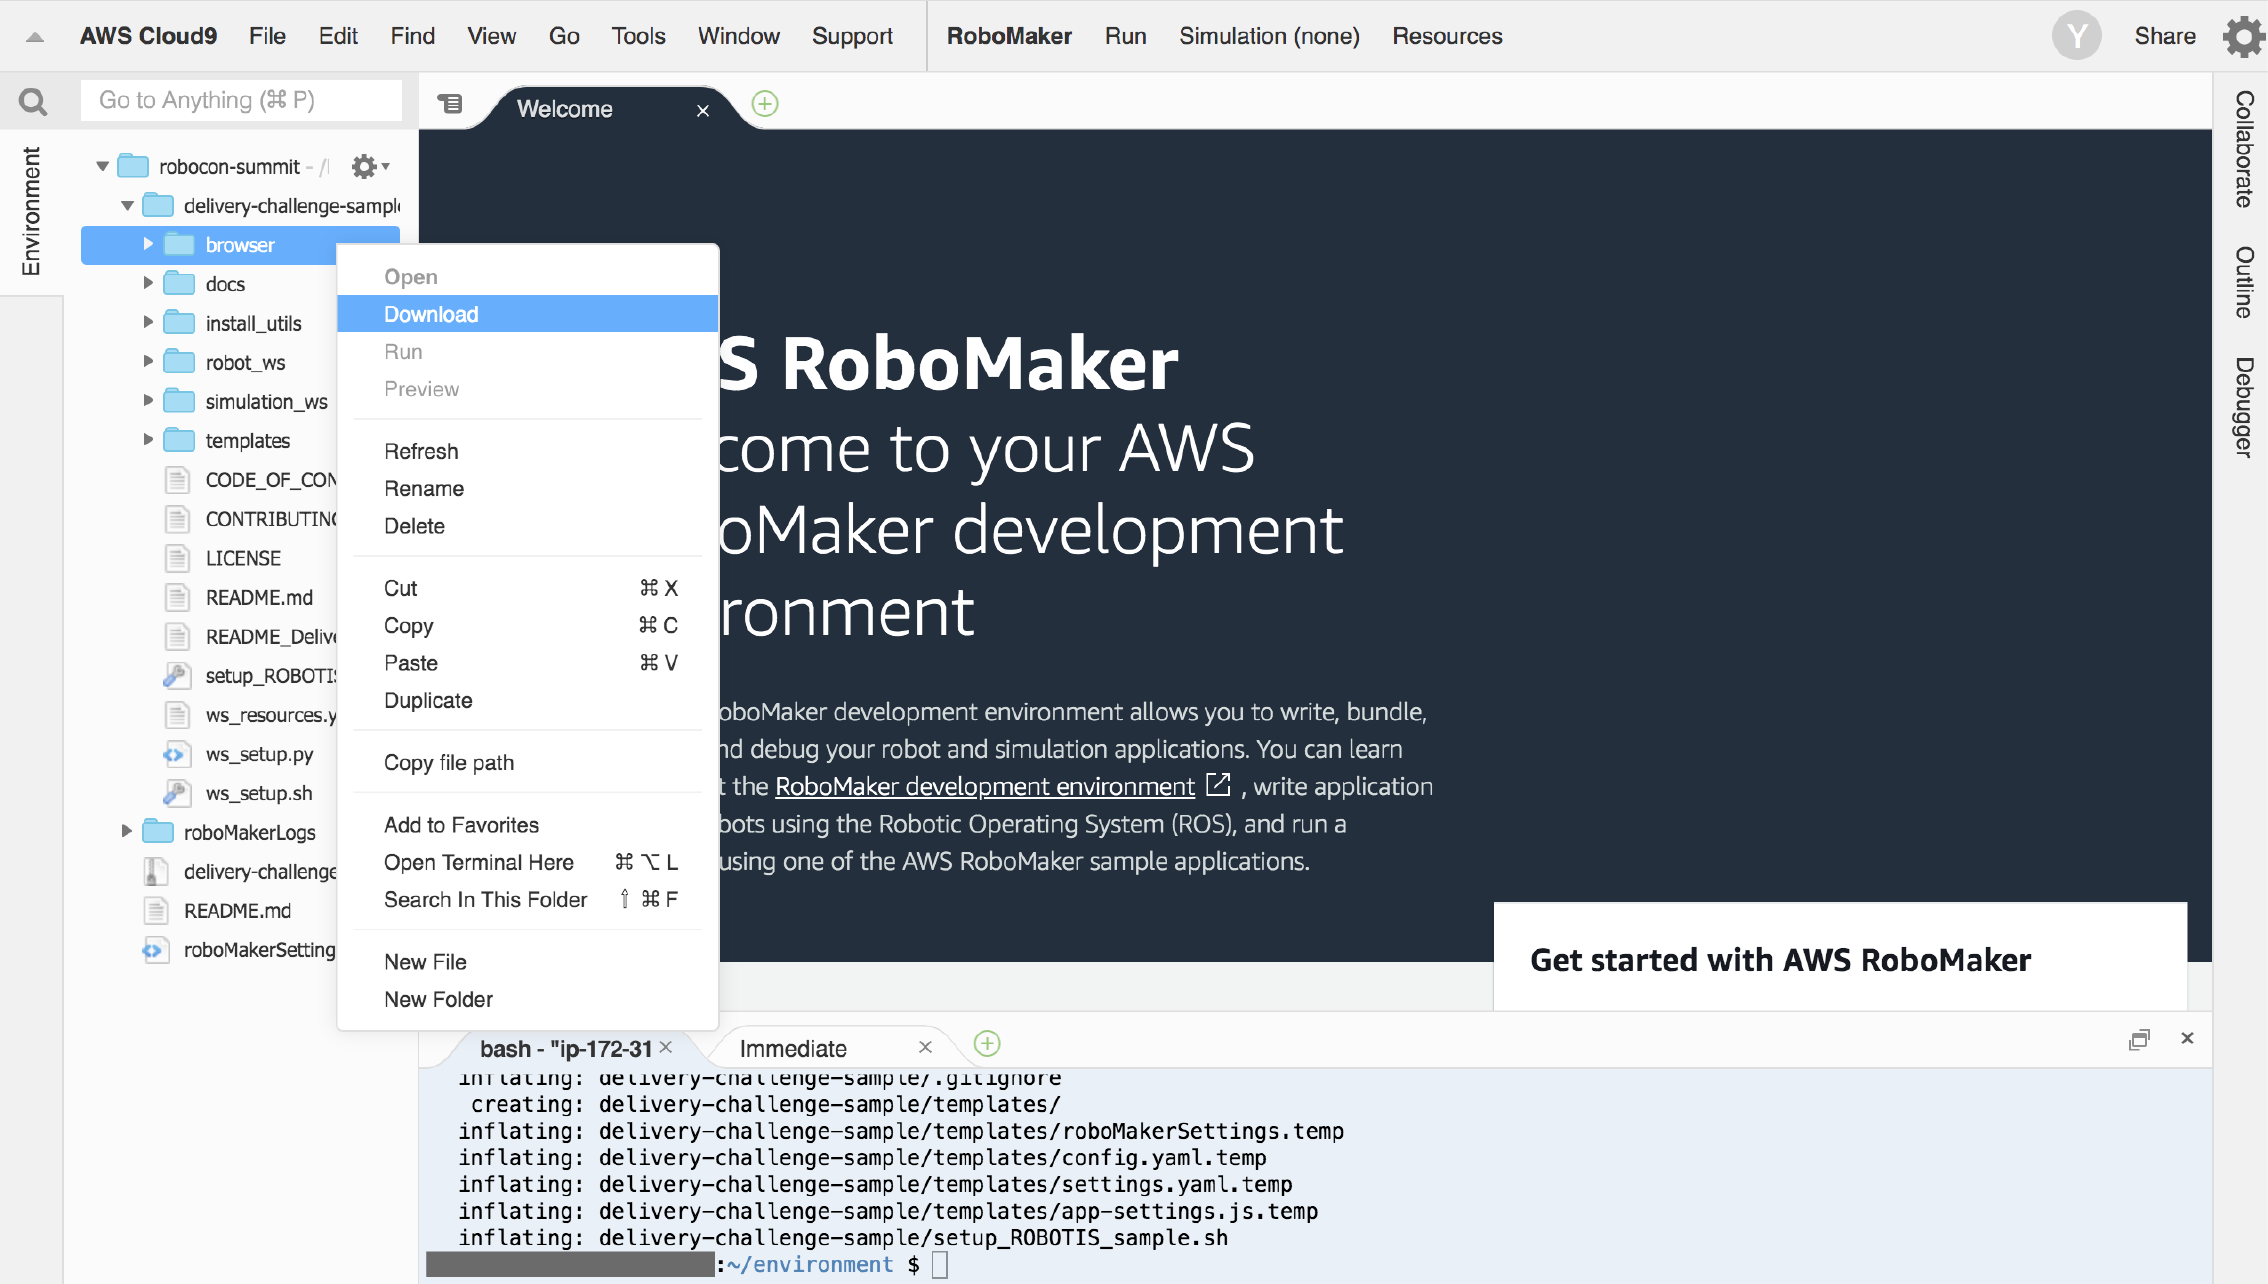 AWS Cloud9 File Edit Find View Go Tools Window Support RoboMaker Run Simulation (none) Resources Y Share
Go to Anything (⌘ P)
Welcome
Environment
Collaborate
Outline
Debugger
robocon-summit - /
delivery-challenge-sampl
browser
docs
install_utils
robot_ws
simulation_ws
templates
CODE_OF_CON
CONTRIBUTING
LICENSE
README.md
README_Delive
setup_ROBOTIS
ws_resources.y
ws_setup.py
ws_setup.sh
roboMakerLogs
delivery-challenge
README.md
roboMakerSetting
Open
Download
Run
Preview
Refresh
Rename
Delete
Cut ⌘ X
Copy ⌘ C
Paste ⌘ V
Duplicate
Copy file path
Add to Favorites
Open Terminal Here ⌘ ⌥ L
Search In This Folder ⇧ ⌘ F
New File
New Folder
S RoboMaker
come to your AWS
oMaker development
ronment
oboMaker development environment allows you to write, bundle,
nd debug your robot and simulation applications. You can learn
t the RoboMaker development environment , write application
bots using the Robotic Operating System (ROS), and run a
using one of the AWS RoboMaker sample applications.
Get started with AWS RoboMaker
bash - "ip-172-31
Immediate
inflating: delivery-challenge-sample/.gitignore
creating: delivery-challenge-sample/templates/
inflating: delivery-challenge-sample/templates/roboMakerSettings.temp
inflating: delivery-challenge-sample/templates/config.yaml.temp
inflating: delivery-challenge-sample/templates/settings.yaml.temp
inflating: delivery-challenge-sample/templates/app-settings.js.temp
inflating: delivery-challenge-sample/setup_ROBOTIS_sample.sh
:~/environment $